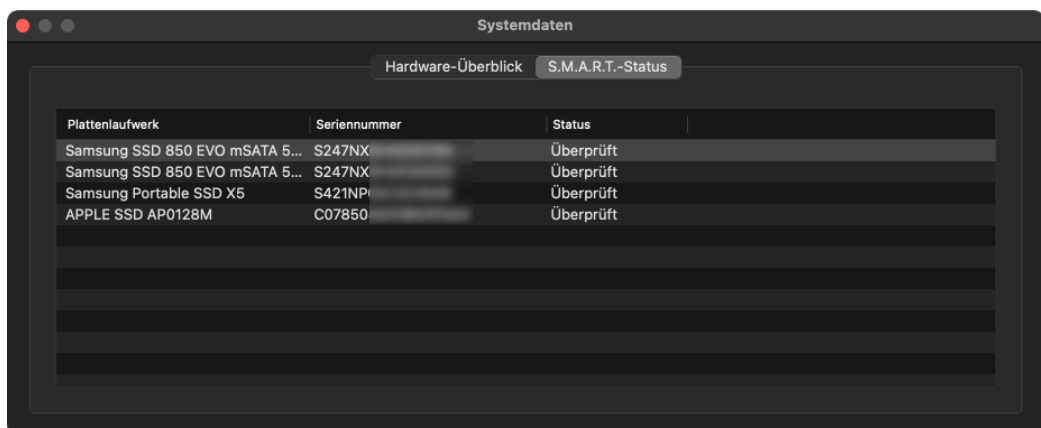 Systemdaten
Hardware-Überblick S.M.A.R.T.-Status
Plattenlaufwerk Seriennummer Status
Samsung SSD 850 EVO mSATA 5... S247NX Überprüft
Samsung SSD 850 EVO mSATA 5... S247NX Überprüft
Samsung Portable SSD X5 S421NP Überprüft
APPLE SSD AP0128M C07850 Überprüft